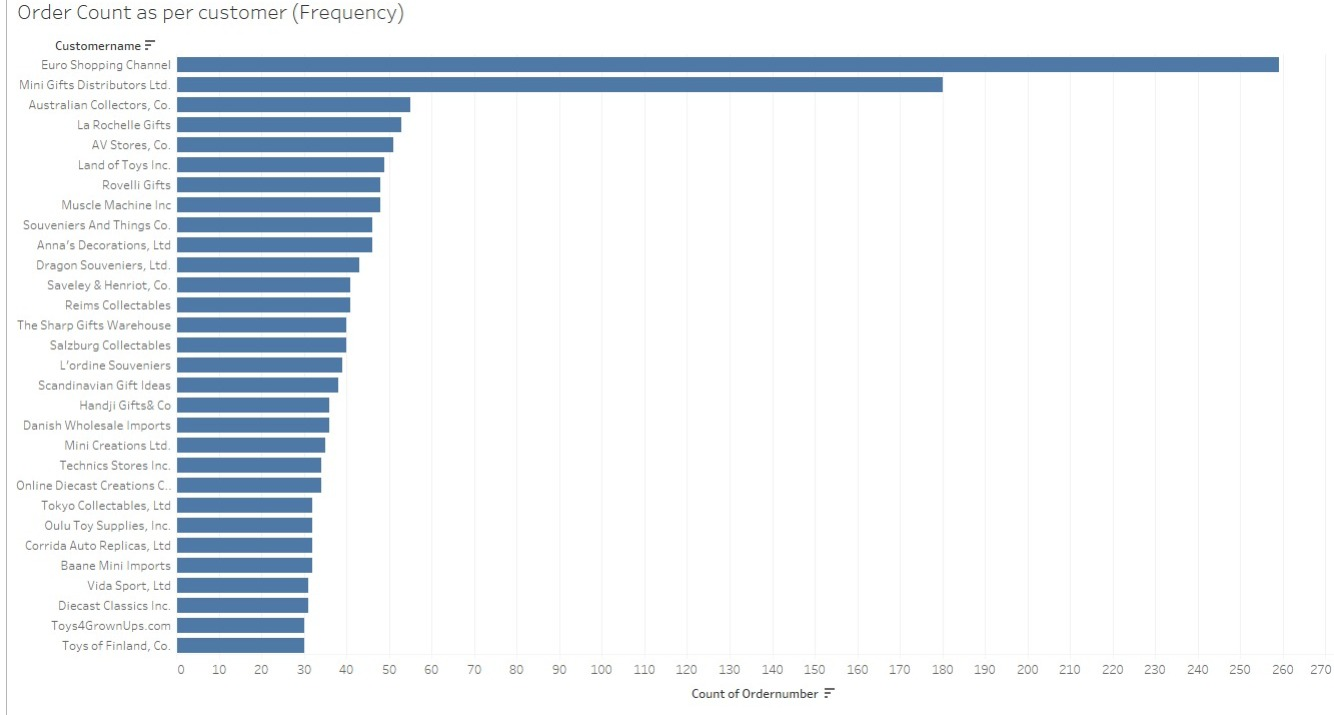 Order Count as per customer (Frequency)
Customername
Euro Shopping Channel
Mini Gifts Distributors Ltd.
Australian Collectors, Co.
La Rochelle Gifts
AV Stores, Co.
Land of Toys Inc.
Rovelli Gifts
Muscle Machine Inc
Souveniers And Things Co.
Anna's Decorations, Ltd
Dragon Souveniers, Ltd.
Saveley & Henriot, Co.
Reims Collectables
The Sharp Gifts Warehouse
Salzburg Collectables
L'ordine Souveniers
Scandinavian Gift Ideas
Handji Gifts& Co
Danish Wholesale Imports
Mini Creations Ltd.
Technics Stores Inc.
Online Diecast Creations C..
Tokyo Collectables, Ltd
Oulu Toy Supplies, Inc.
Corrida Auto Replicas, Ltd
Baane Mini Imports
Vida Sport, Ltd
Diecast Classics Inc.
Toys4GrownUps.com
Toys of Finland, Co.
0 10 20 30 40 50 60 70 80 90 100 110 120 130 140 150 160 170 180 190 200 210 220 230 240 250 260 270
Count of Ordernumber